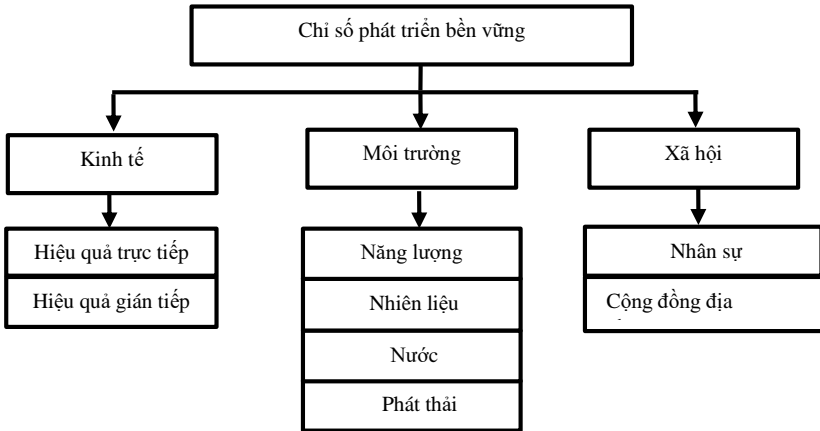 Chỉ số phát triển bền vững
Kinh tế
Môi trường
Xã hội
Hiệu quả trực tiếp
Hiệu quả gián tiếp
Năng lượng
Nhiên liệu
Nước
Phát thải
Nhân sự
Cộng đồng địa